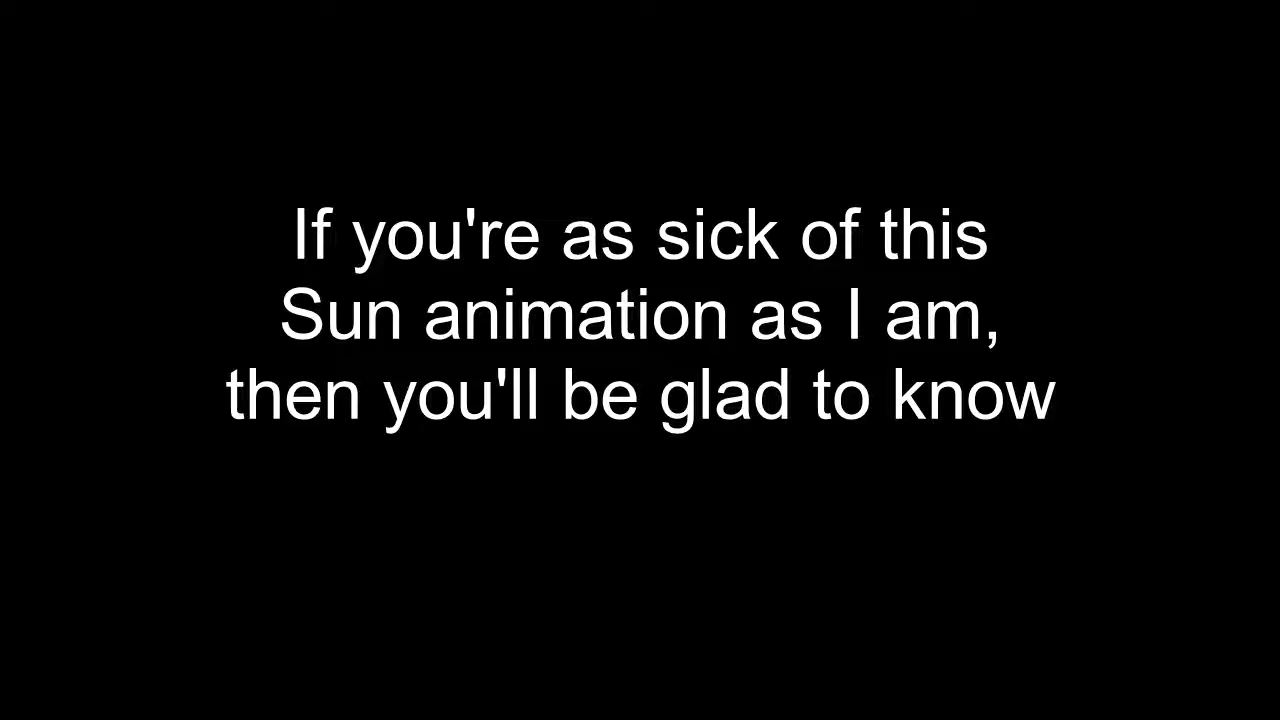 If you're as sick of this
Sun animation as I am,
then you'll be glad to know